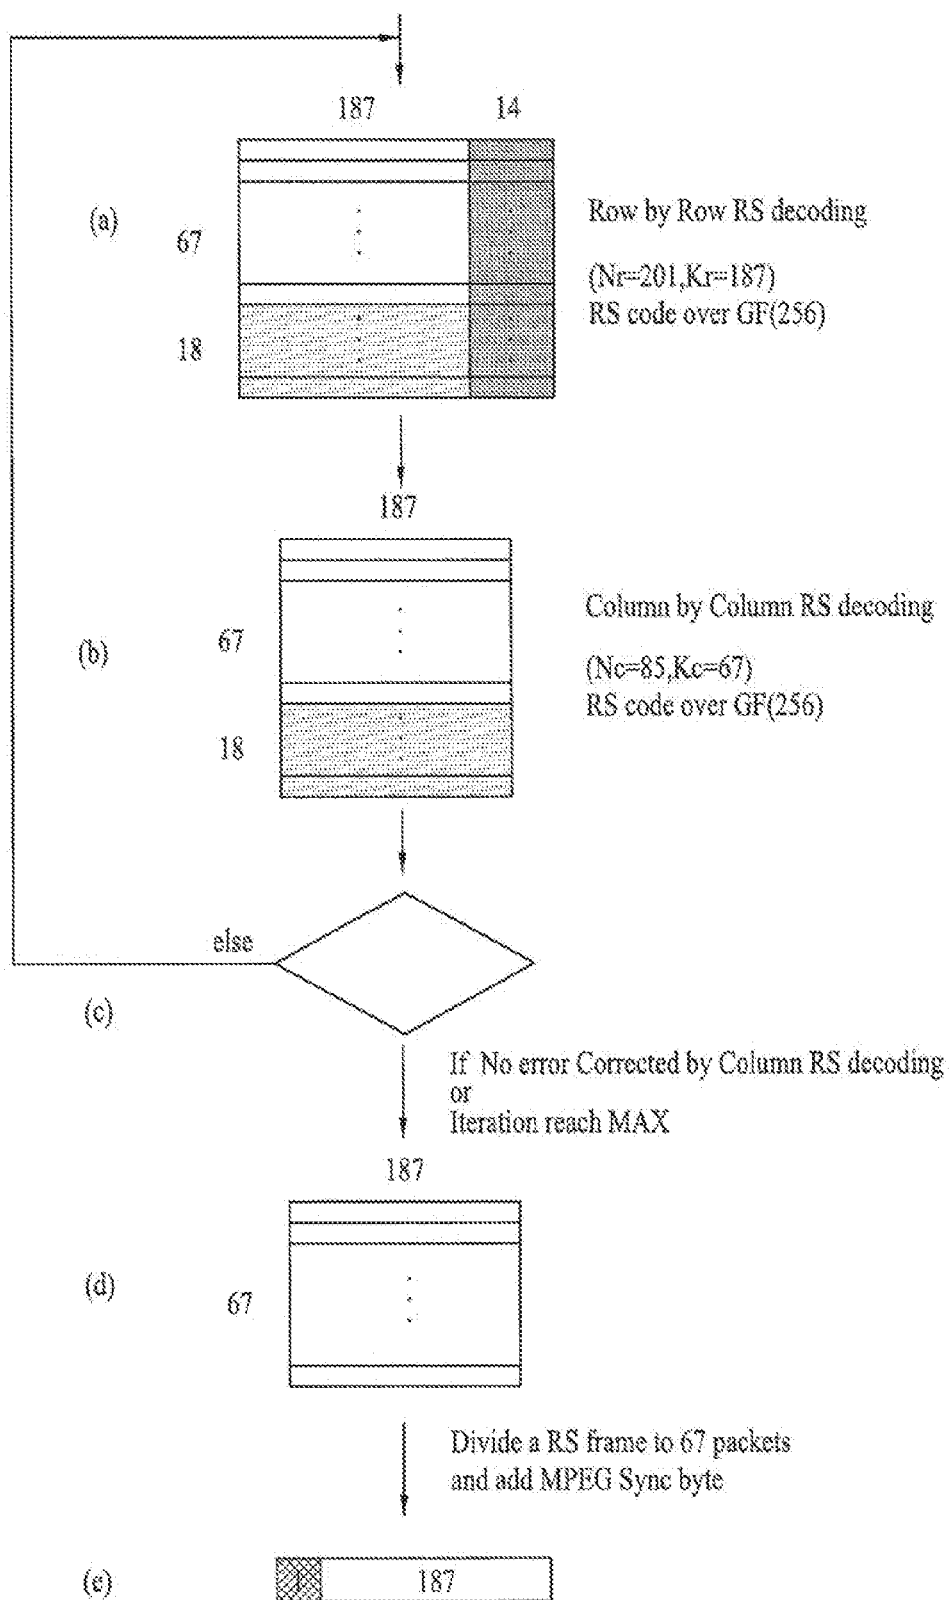 187 14
(a)
67
18
Row by Row RS decoding
(Nr=201,Kr=187)
RS code over GF(256)
187
(b)
67
18
Column by Column RS decoding
(Nc=85,Kc=67)
RS code over GF(256)
else
(c)
If No error Corrected by Column RS decoding
or
Iteration reach MAX
187
(d)
67
Divide a RS frame to 67 packets
and add MPEG Sync byte
(e)
1 187